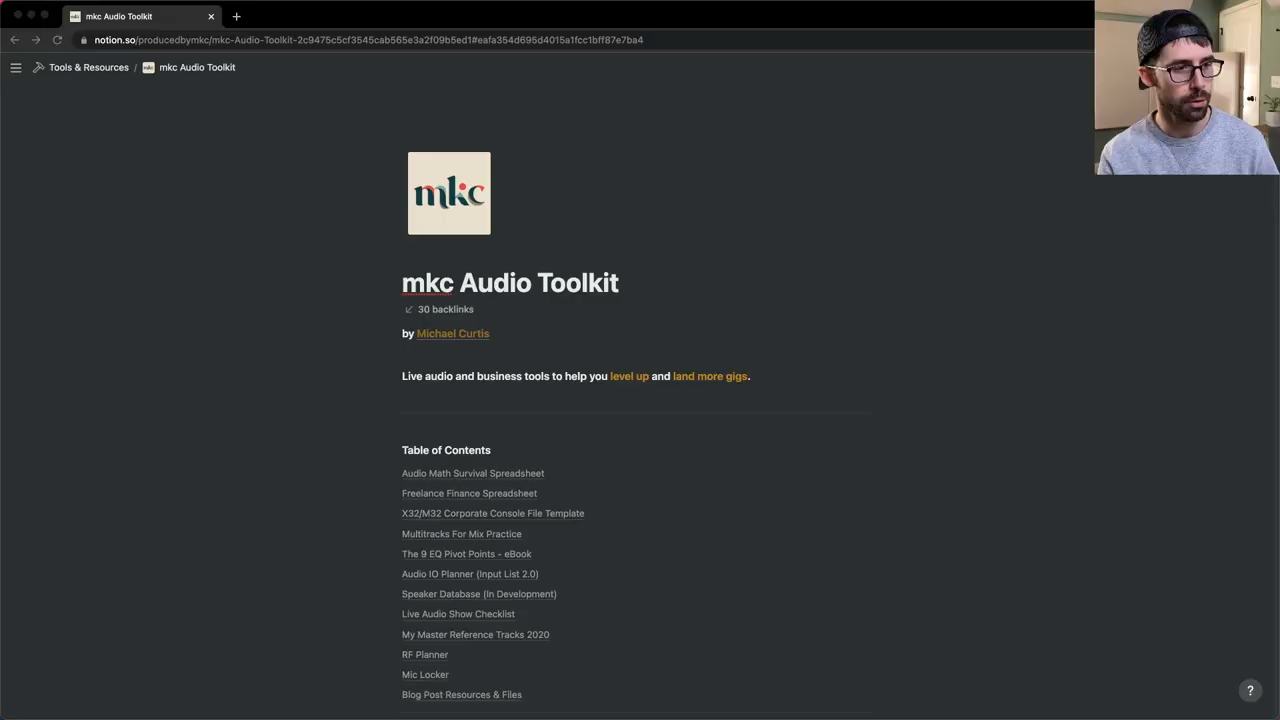 mkc Audio Toolkit
notion.so/producedbymkc/mkc-Audio-Toolkit-2c9475c5cf3545cab565e3a2f09b5ed1#eafa354d695d4015a1fcc1bff87e7ba4
Tools & Resources / mkc Audio Toolkit
mkc
mkc Audio Toolkit
30 backlinks
by Michael Curtis
Live audio and business tools to help you level up and land more gigs.
Table of Contents
Audio Math Survival Spreadsheet
Freelance Finance Spreadsheet
X32/M32 Corporate Console File Template
Multitracks For Mix Practice
The 9 EQ Pivot Points - eBook
Audio IO Planner (Input List 2.0)
Speaker Database (In Development)
Live Audio Show Checklist
My Master Reference Tracks 2020
RF Planner
Mic Locker
Blog Post Resources & Files
?